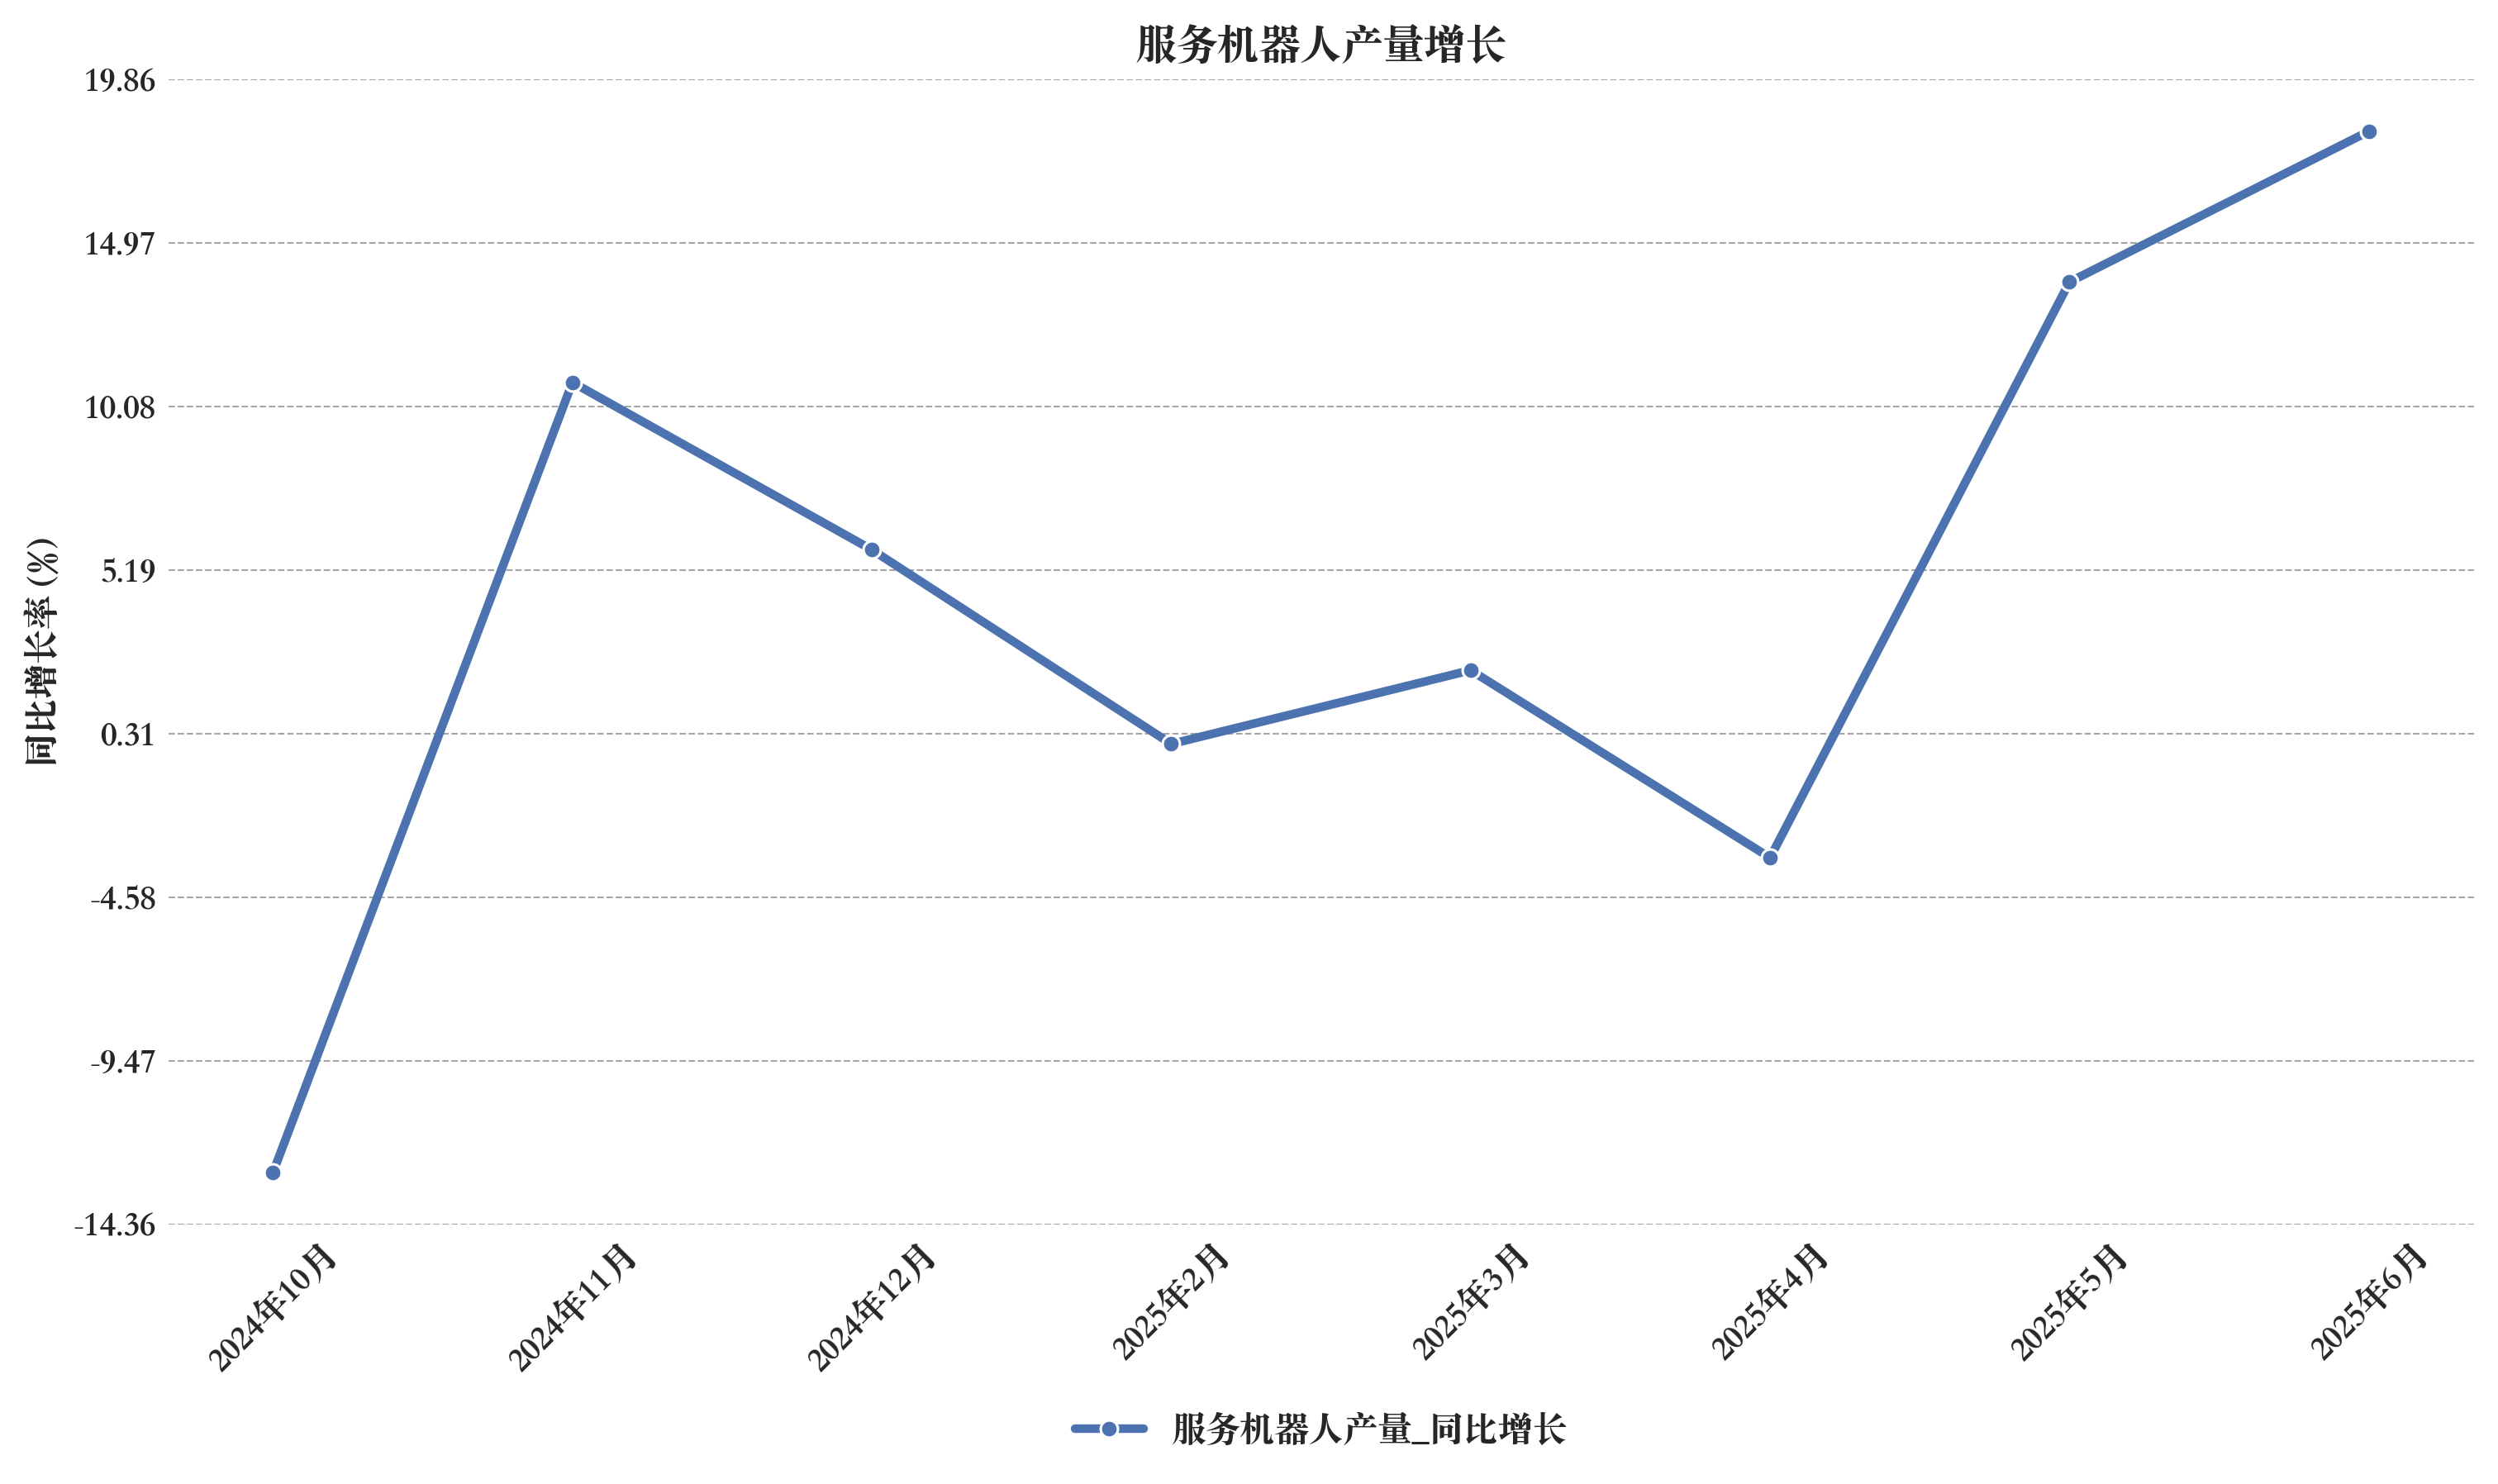 服务机器人产量增长
同比增长率 (%)
19.86
14.97
10.08
5.19
0.31
-4.58
-9.47
-14.36
2024年10月
2024年11月
2024年12月
2025年2月
2025年3月
2025年4月
2025年5月
2025年6月
服务机器人产量_同比增长